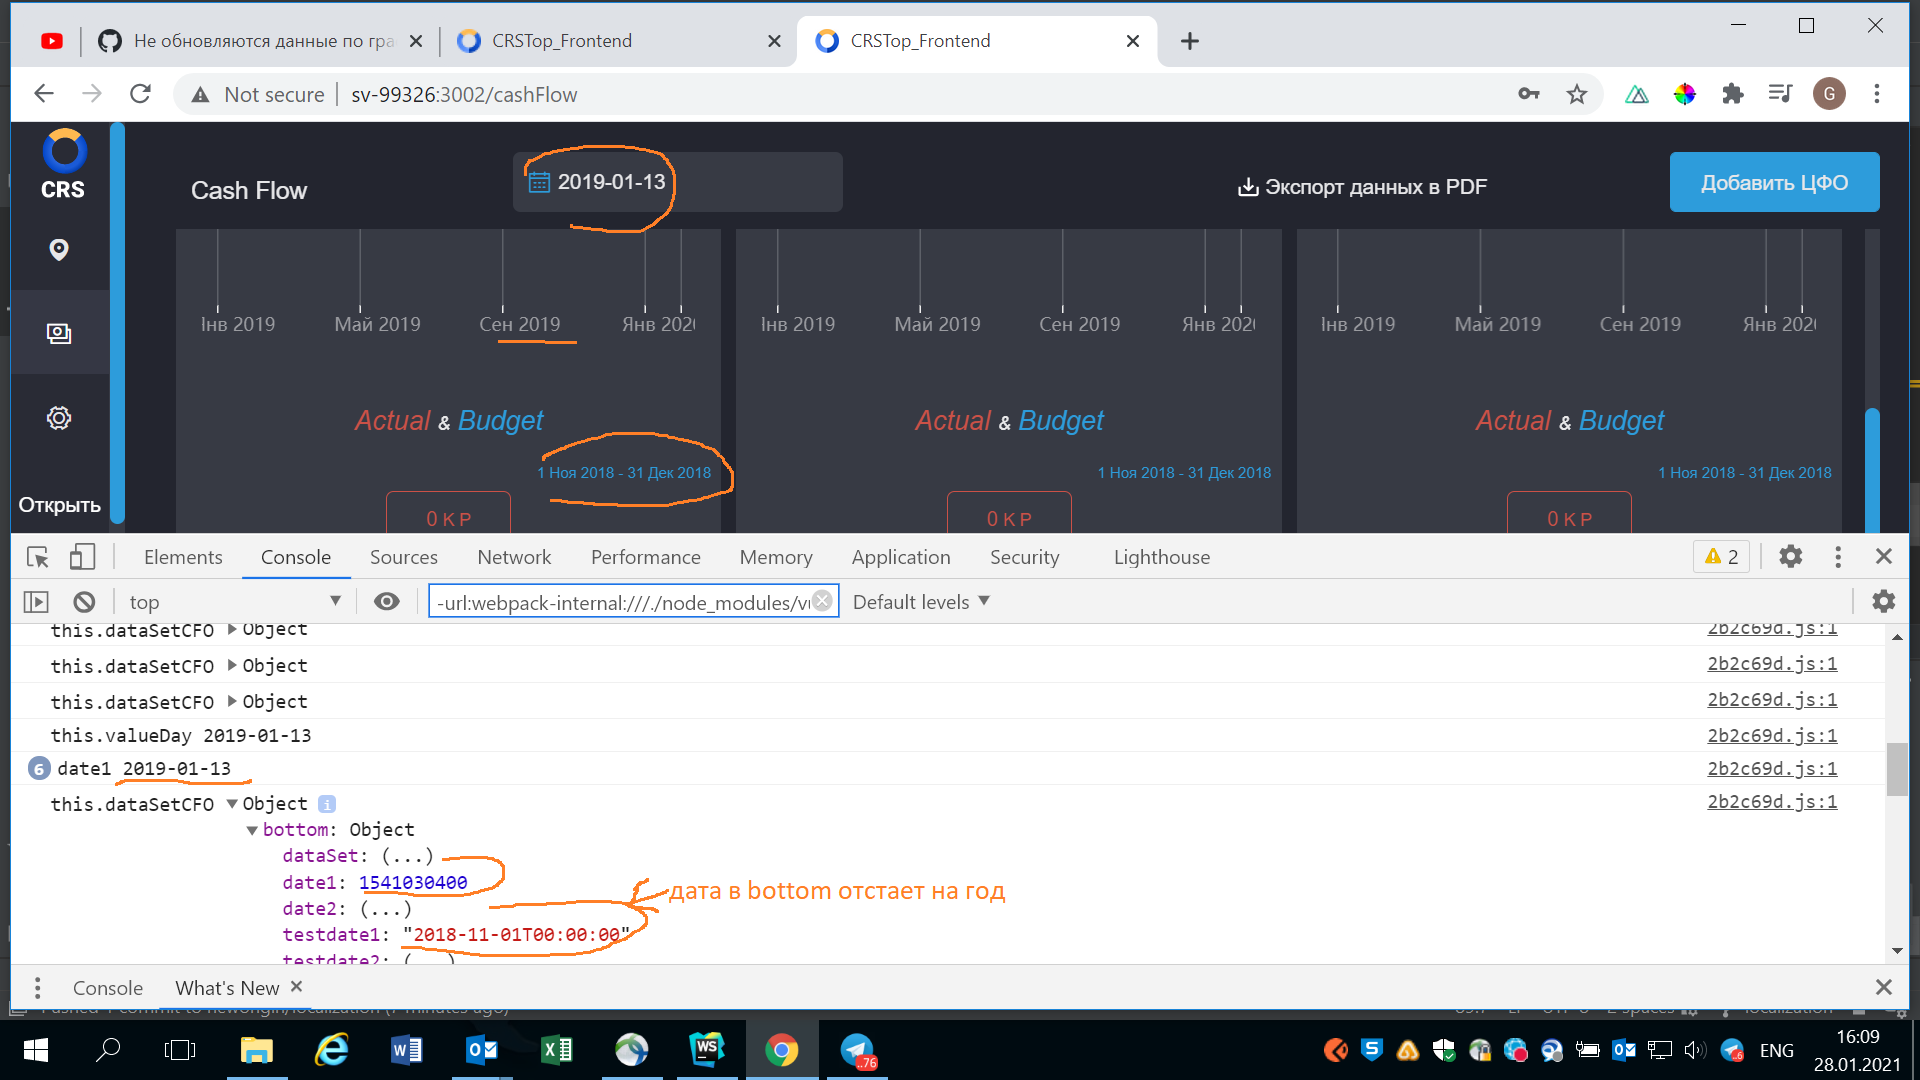 Не обновляются данные по гра
CRSTop_Frontend
CRSTop_Frontend
Not secure
sv-99326:3002/cashFlow
G
CRS
Cash Flow
2019-01-13
Экспорт данных в PDF
Добавить ЦФО
Інв 2019 Май 2019 Сен 2019 Янв 202
Інв 2019 Май 2019 Сен 2019 Янв 202
Інв 2019 Май 2019 Сен 2019 Янв 202
Actual & Budget
Actual & Budget
Actual & Budget
1 Ноя 2018 - 31 Дек 2018
1 Ноя 2018 - 31 Дек 2018
1 Ноя 2018 - 31 Дек 2018
Открыть
0 K P
0 K P
0 K P
Elements Console Sources Network Performance Memory Application Security Lighthouse 2
top
-url:webpack-internal:///./node_modules/v
Default levels
this.dataSetCFO Object 2b2c69d.js:1
this.dataSetCFO Object 2b2c69d.js:1
this.dataSetCFO Object 2b2c69d.js:1
this.valueDay 2019-01-13 2b2c69d.js:1
6 date1 2019-01-13 2b2c69d.js:1
this.dataSetCFO Object i 2b2c69d.js:1
bottom: Object
dataSet: (...)
date1: 1541030400
дата в bottom отстает на год
date2: (...)
testdate1: "2018-11-01T00:00:00"
testdate2: (...)
Console What's New
ENG
16:09
28.01.2021